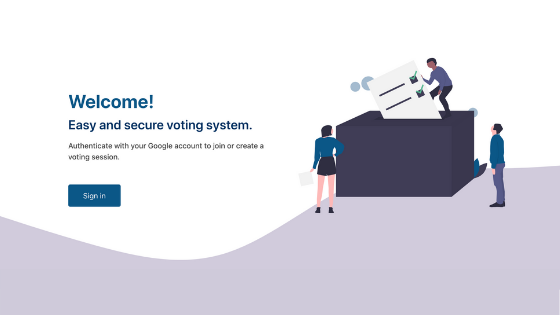 Welcome!
Easy and secure voting system.
Authenticate with your Google account to join or create a
voting session.
Sign in